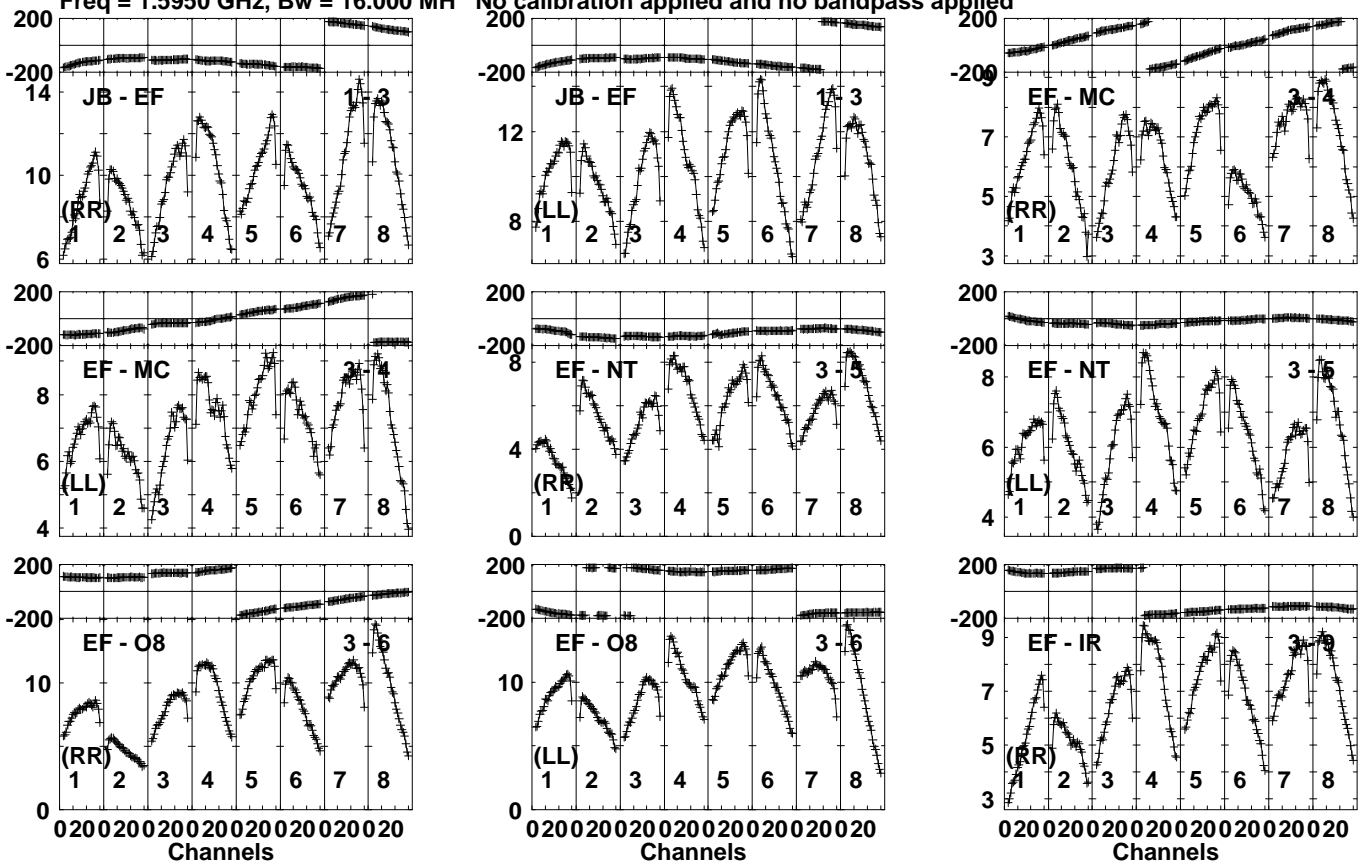 Freq = 1.5950 GHz, Bw = 16.000 MH No calibration applied and no bandpass applied
200
-200
14
10
6
JB - EF
1 - 3
(RR)
1 2 3 4 5 6 7 8
200
-200
12
8
JB - EF
1 - 3
(LL)
1 2 3 4 5 6 7 8
200
-200
9
7
5
3
EF - MC
3 - 4
(RR)
1 2 3 4 5 6 7 8
200
-200
8
6
4
EF - MC
3 - 4
(LL)
1 2 3 4 5 6 7 8
200
-200
8
4
0
EF - NT
3 - 5
(RR)
1 2 3 4 5 6 7 8
200
-200
8
6
4
EF - NT
3 - 5
(LL)
1 2 3 4 5 6 7 8
200
-200
10
0
EF - O8
3 - 6
(RR)
1 2 3 4 5 6 7 8
0 20 0 20 0 20 0 20 0 20 0 20 0 20 0 20
Channels
200
-200
10
0
EF - O8
3 - 6
(LL)
1 2 3 4 5 6 7 8
0 20 0 20 0 20 0 20 0 20 0 20 0 20 0 20
Channels
200
-200
9
7
5
3
EF - IR
3 - 9
(RR)
1 2 3 4 5 6 7 8
0 20 0 20 0 20 0 20 0 20 0 20 0 20 0 20
Channels